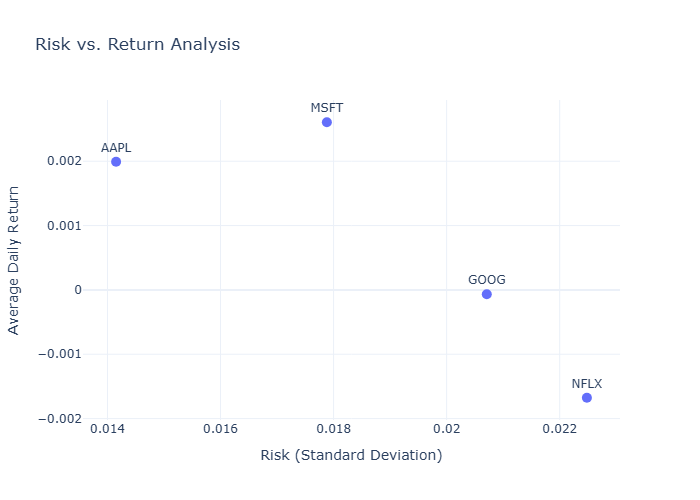 Risk vs. Return Analysis
MSFT
AAPL
0.002
0.001
GOOG
0
−0.001
NFLX
−0.002
0.014
0.016
0.018
0.02
0.022
Average Daily Return
Risk (Standard Deviation)